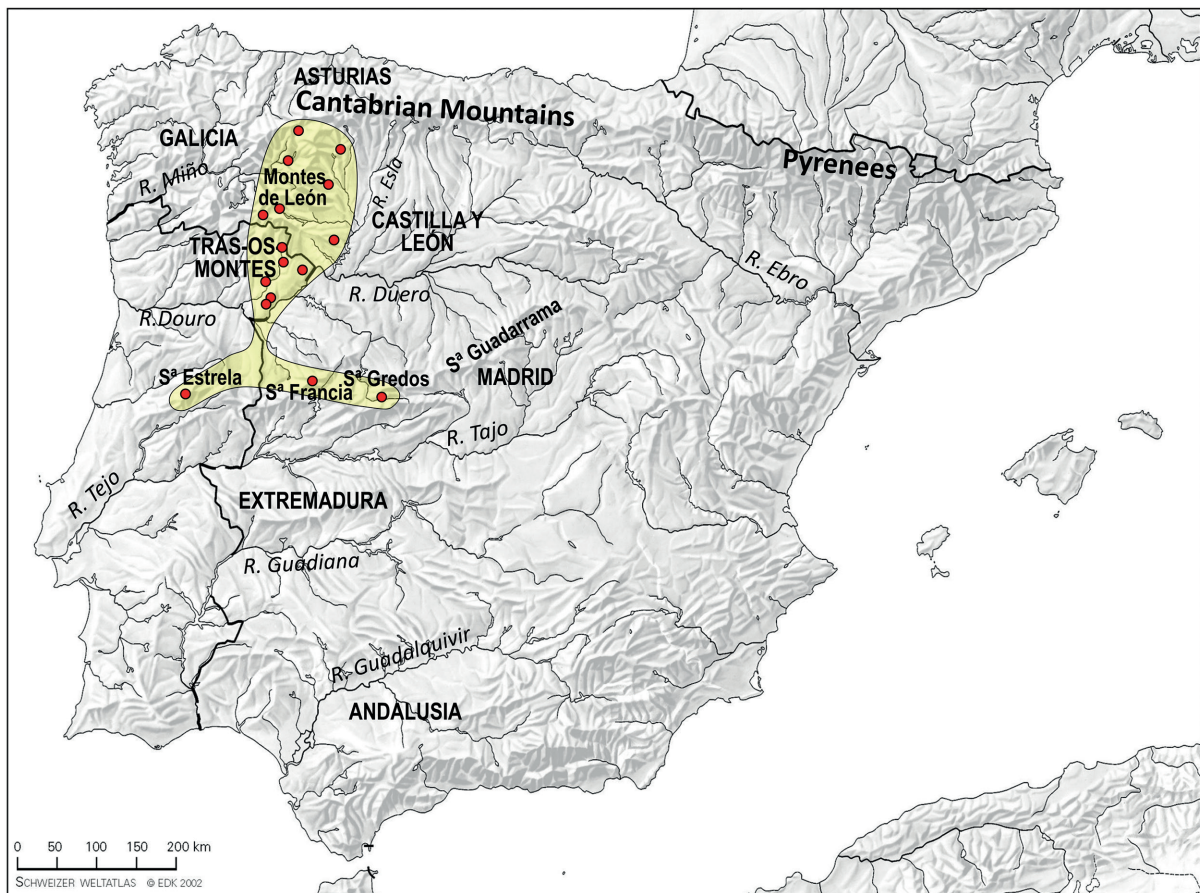 ASTURIAS
Cantabrian Mountains
GALICIA
Pyrenees
R. Miño
Montes
de León
R. Esla
CASTILLA Y
LEÓN
TRAS-OS
MONTES
R. Ebro
R. Duero
R.Douro
Sª Guadarrama
Sª Estrela
Sª Francia
Sª Gredos
MADRID
R. Tajo
R. Tejo
EXTREMADURA
R. Guadiana
R. Guadalquivir
ANDALUSIA
0 50 100 150 200 km
SCHWEIZER WELTATLAS © EDK 2002